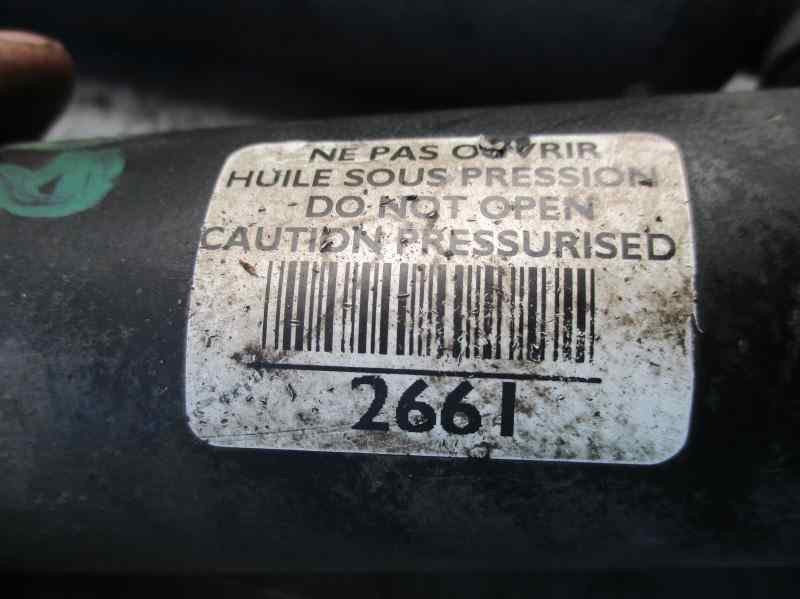 NE PAS OUVRIR
HUILE SOUS PRESSION
DO NOT OPEN
CAUTION PRESSURISED
2661